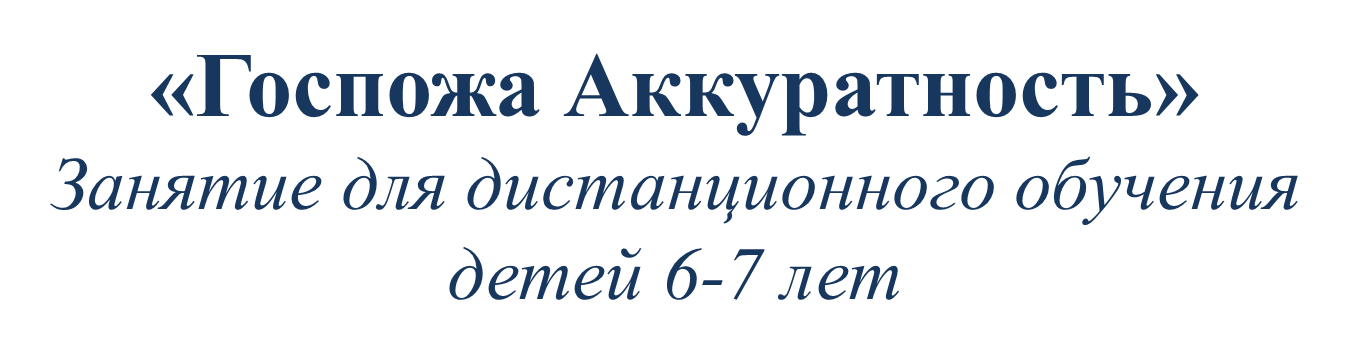 «Госпожа Аккуратность»
Занятие для дистанционного обучения
детей 6-7 лет